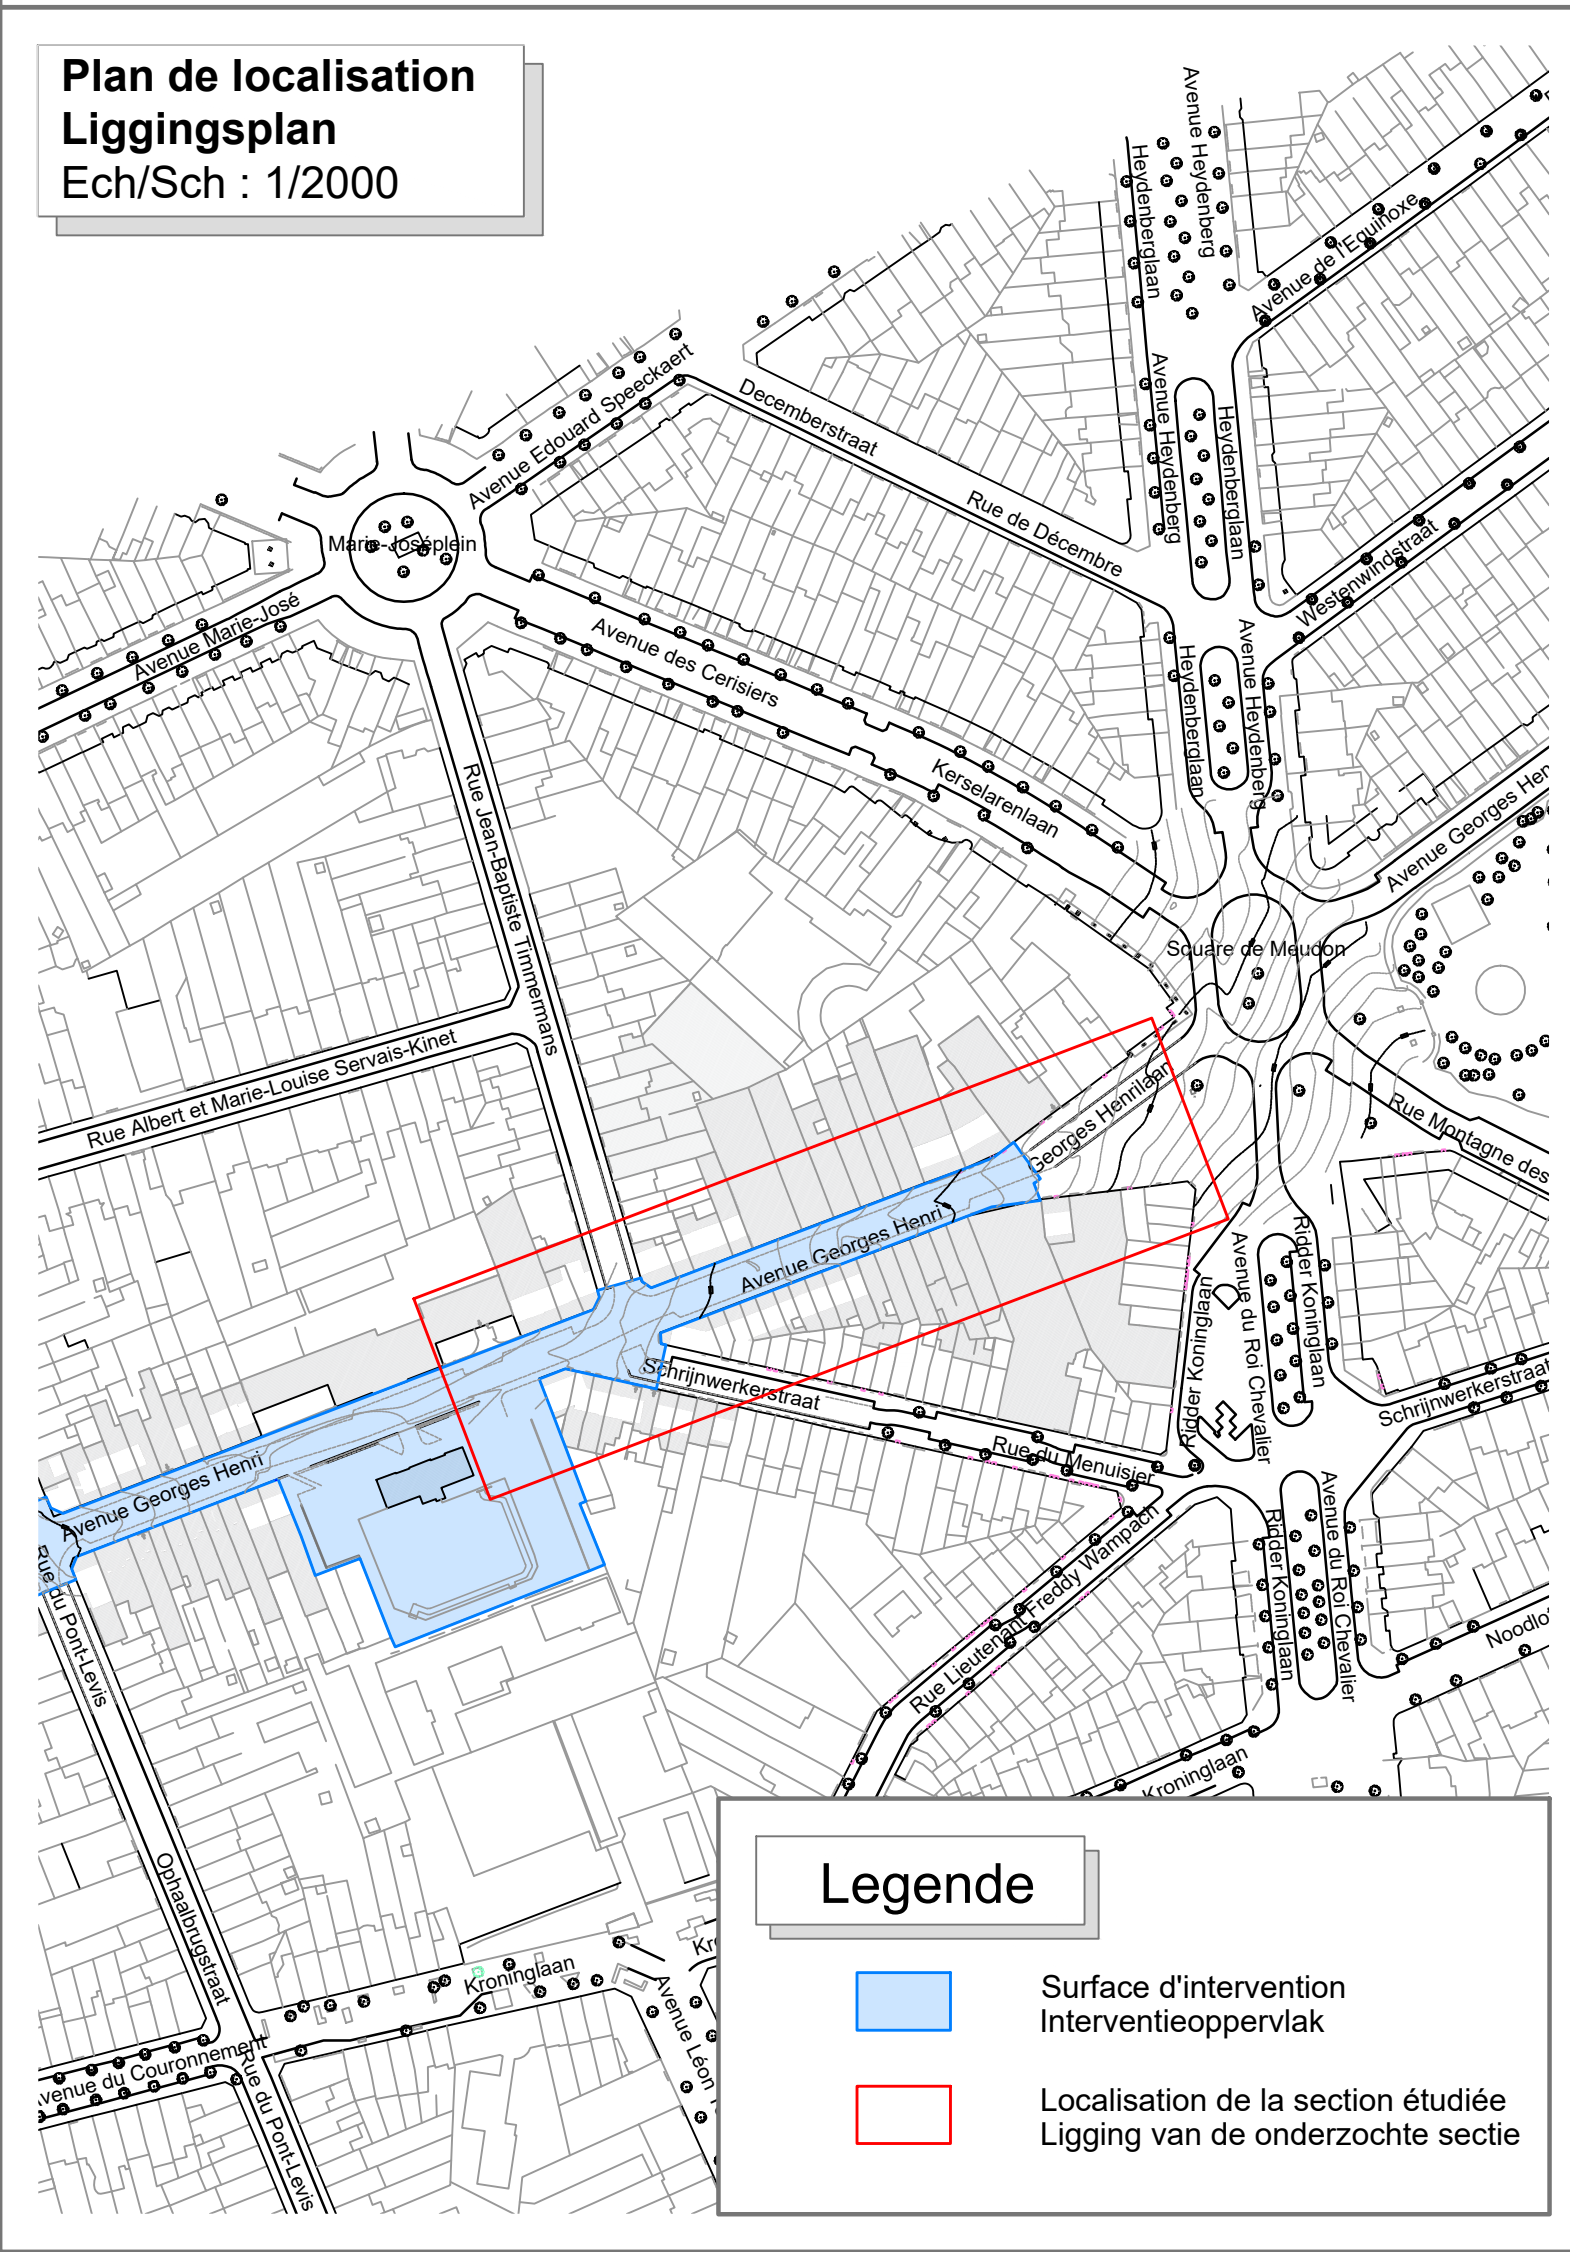 Plan de localisation
Liggingsplan
Ech/Sch : 1/2000
Avenue Heydenberg
Heydenberglaan
Avenue de l'Equinoxe
Avenue Edouard Speeckaert
Decemberstraat
Rue de Décembre
Avenue Heydenberg
Heydenberglaan
Westenwindstraat
Marie-Joséplein
Avenue Marie-José
Avenue des Cerisiers
Kerselarenlaan
Heydenberglaan
Avenue Heydenberg
Avenue Georges Hen
Rue Jean-Baptiste Timmermans
Square de Meudon
Rue Albert et Marie-Louise Servais-Kinet
Georges Henrilaan
Rue Montagne des
Avenue Georges Henri
Ridder Koninglaan
Avenue du Roi Chevalier
Ridder Koninglaan
Schrijnwerkerstraat
Schrijnwerkerstraat
Rue du Menuisier
Avenue Georges Henri
Rue du Pont-Levis
Rue Lieutenant Freddy Wampach
Ridder Koninglaan
Avenue du Roi Chevalier
Noodlo
Kroninglaan
Ophaalbrugstraat
Kroninglaan
Kro
Avenue Léon
venue du Couronnement
Rue du Pont-Levis
Legende
Surface d'intervention
Interventieoppervlak
Localisation de la section étudiée
Ligging van de onderzochte sectie